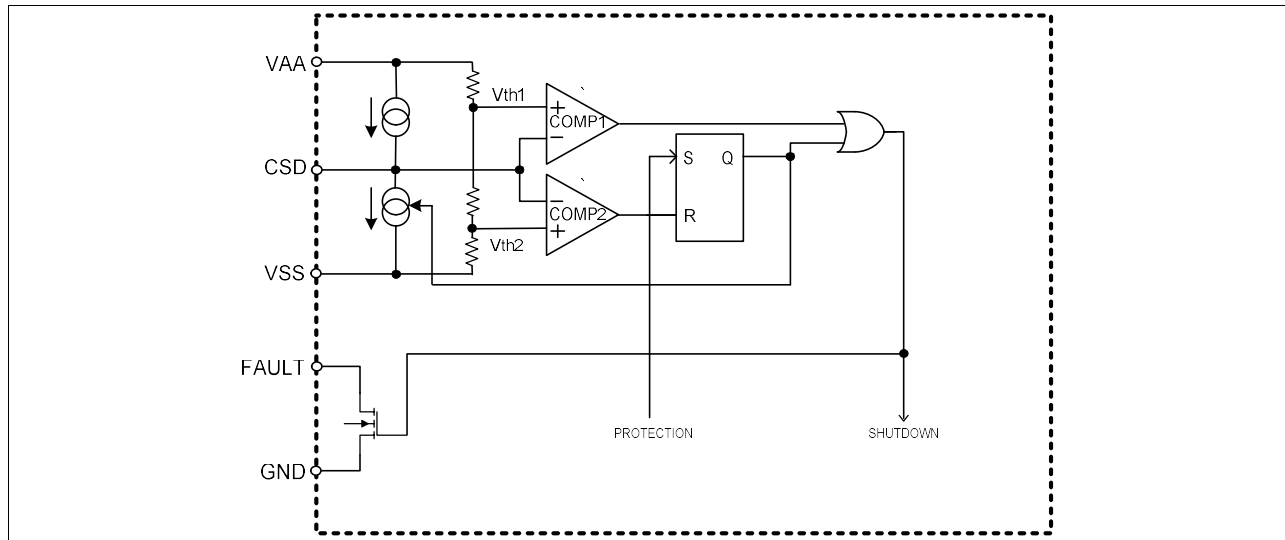 VAA
Vth1
+
COMP1
−
CSD
S Q
−
COMP2
+
R
Vth2
VSS
FAULT
PROTECTION
SHUTDOWN
GND